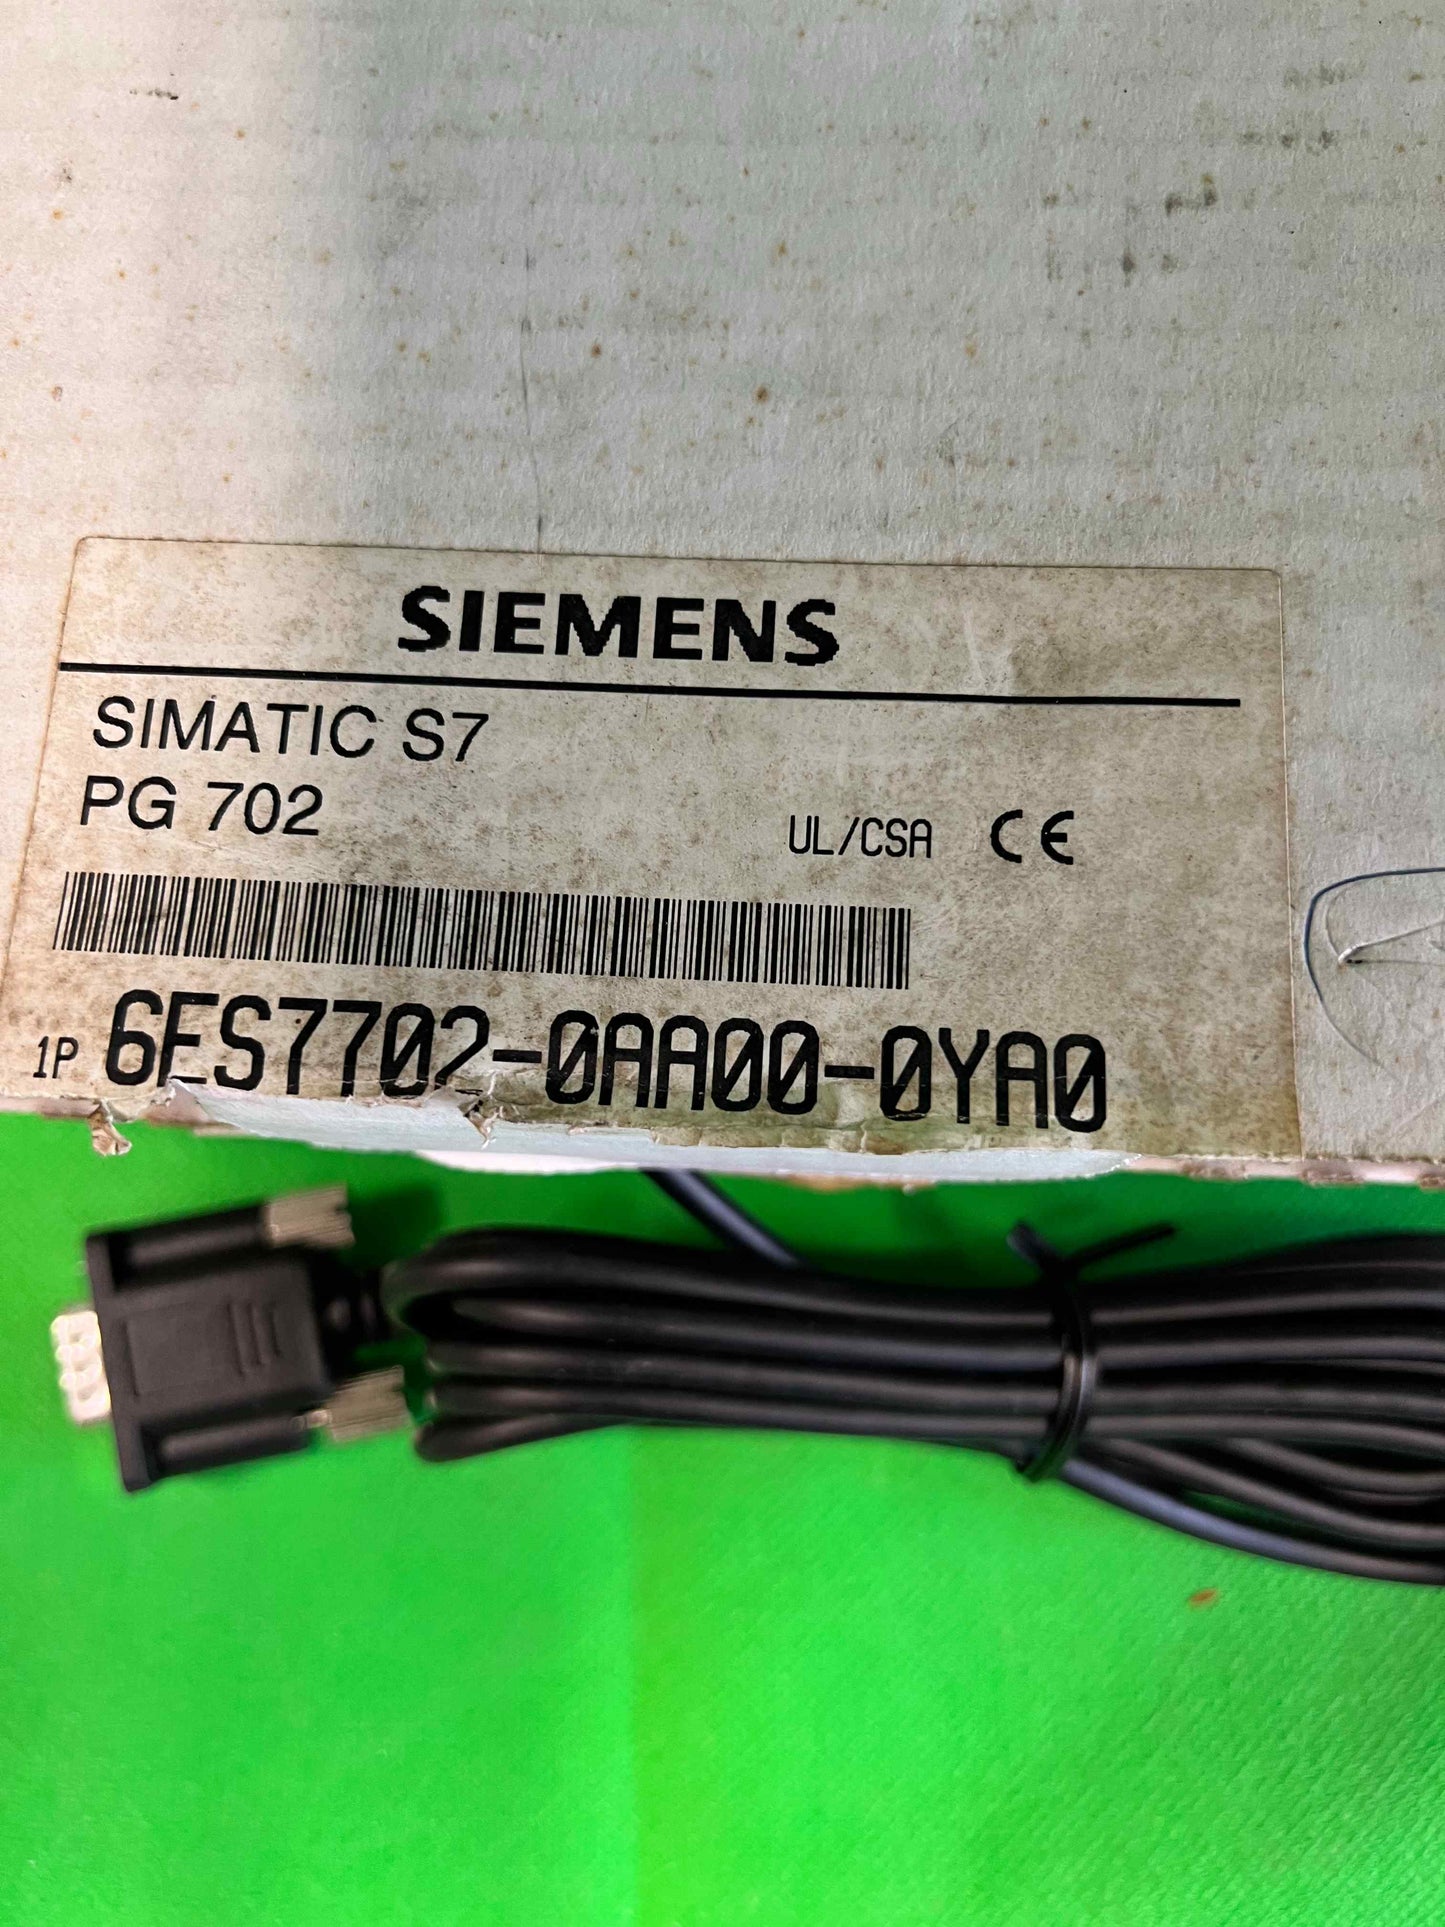 SIEMENS
SIMATIC S7
PG 702
UL/CSA CE
1P 6ES7702-0AA00-0YA0